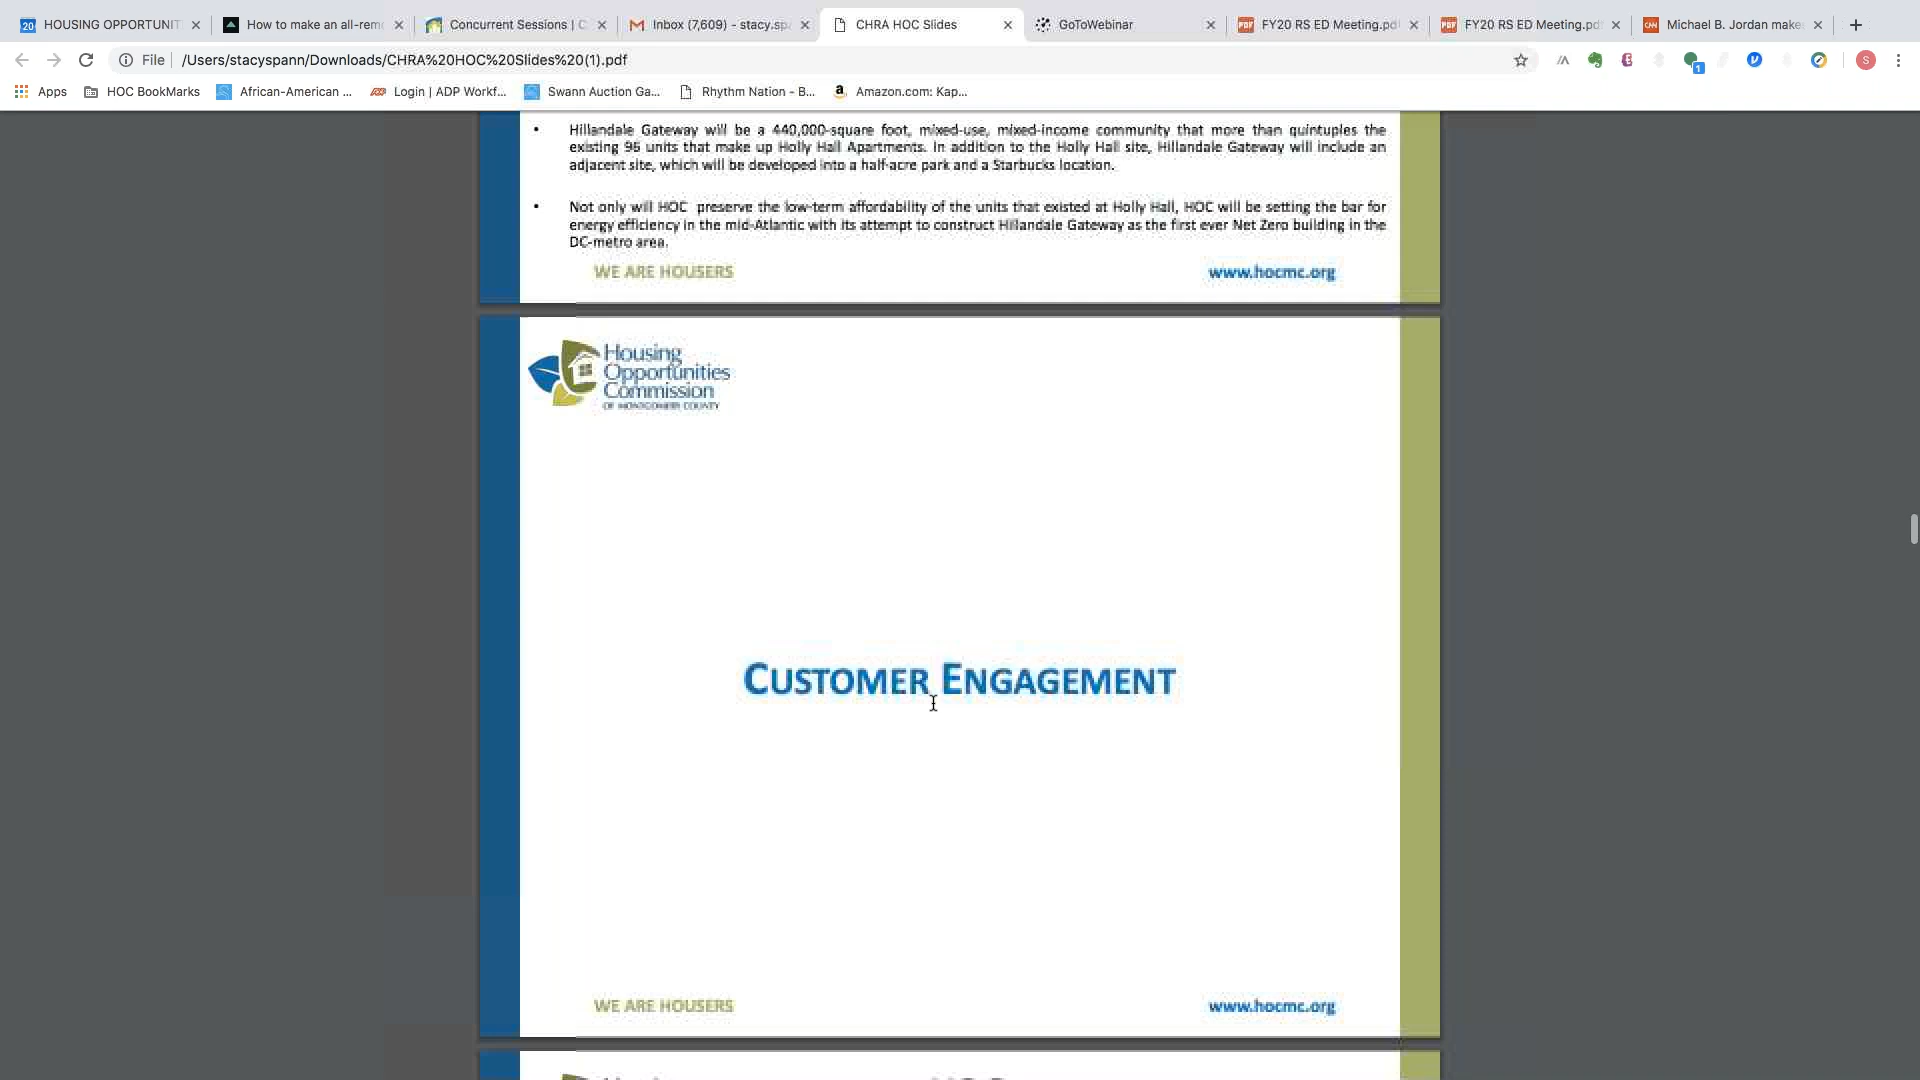 HOUSING OPPORTUNIT
How to make an all-rem
Concurrent Sessions | C
Inbox (7,609) - stacy.sp
CHRA HOC Slides
GoToWebinar
FY20 RS ED Meeting.pd
FY20 RS ED Meeting.pd
Michael B. Jordan make
File
/Users/stacyspann/Downloads/CHRA%20HOC%20Slides%20(1).pdf
S
1
Apps
HOC BookMarks
African-American ...
Login | ADP Workf...
Swann Auction Ga...
Rhythm Nation - B...
Amazon.com: Kap...
• Hillandale Gateway will be a 440,000-square foot, mixed-use, mixed-income community that more than quintuples the
existing 96 units that make up Holly Hall Apartments. In addition to the Holly Hall site, Hillandale Gateway will include an
adjacent site, which will be developed into a half-acre park and a Starbucks location.
• Not only will HOC preserve the low-term affordability of the units that existed at Holly Hall, HOC will be setting the bar for
energy efficiency in the mid-Atlantic with its attempt to construct Hillandale Gateway as the first ever Net Zero building in the
DC-metro area.
WE ARE HOUSERS
www.hocmc.org
Housing
Opportunities
Commission
OF MONTGOMERY COUNTY
CUSTOMER ENGAGEMENT
WE ARE HOUSERS
www.hocmc.org